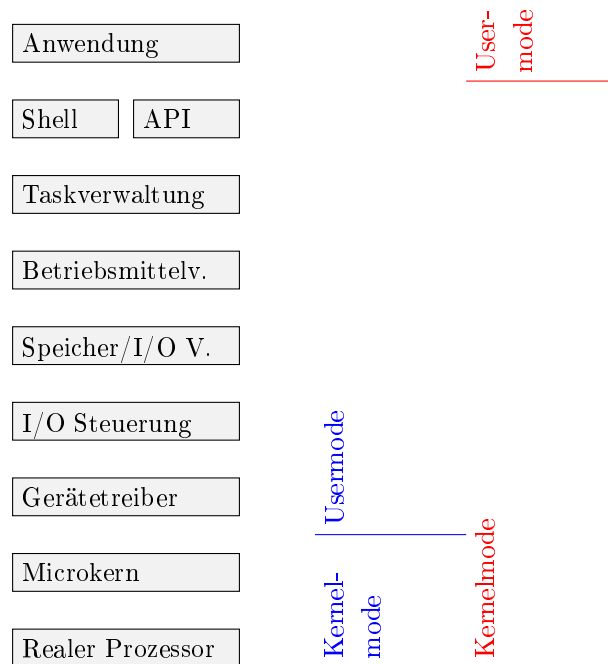 Anwendung
Shell
API
Taskverwaltung
Betriebsmittelv.
Speicher/I/O V.
I/O Steuerung
Gerätetreiber
Microkern
Realer Prozessor
Usermode
Kernel-
mode
User-
mode
Kernelmode